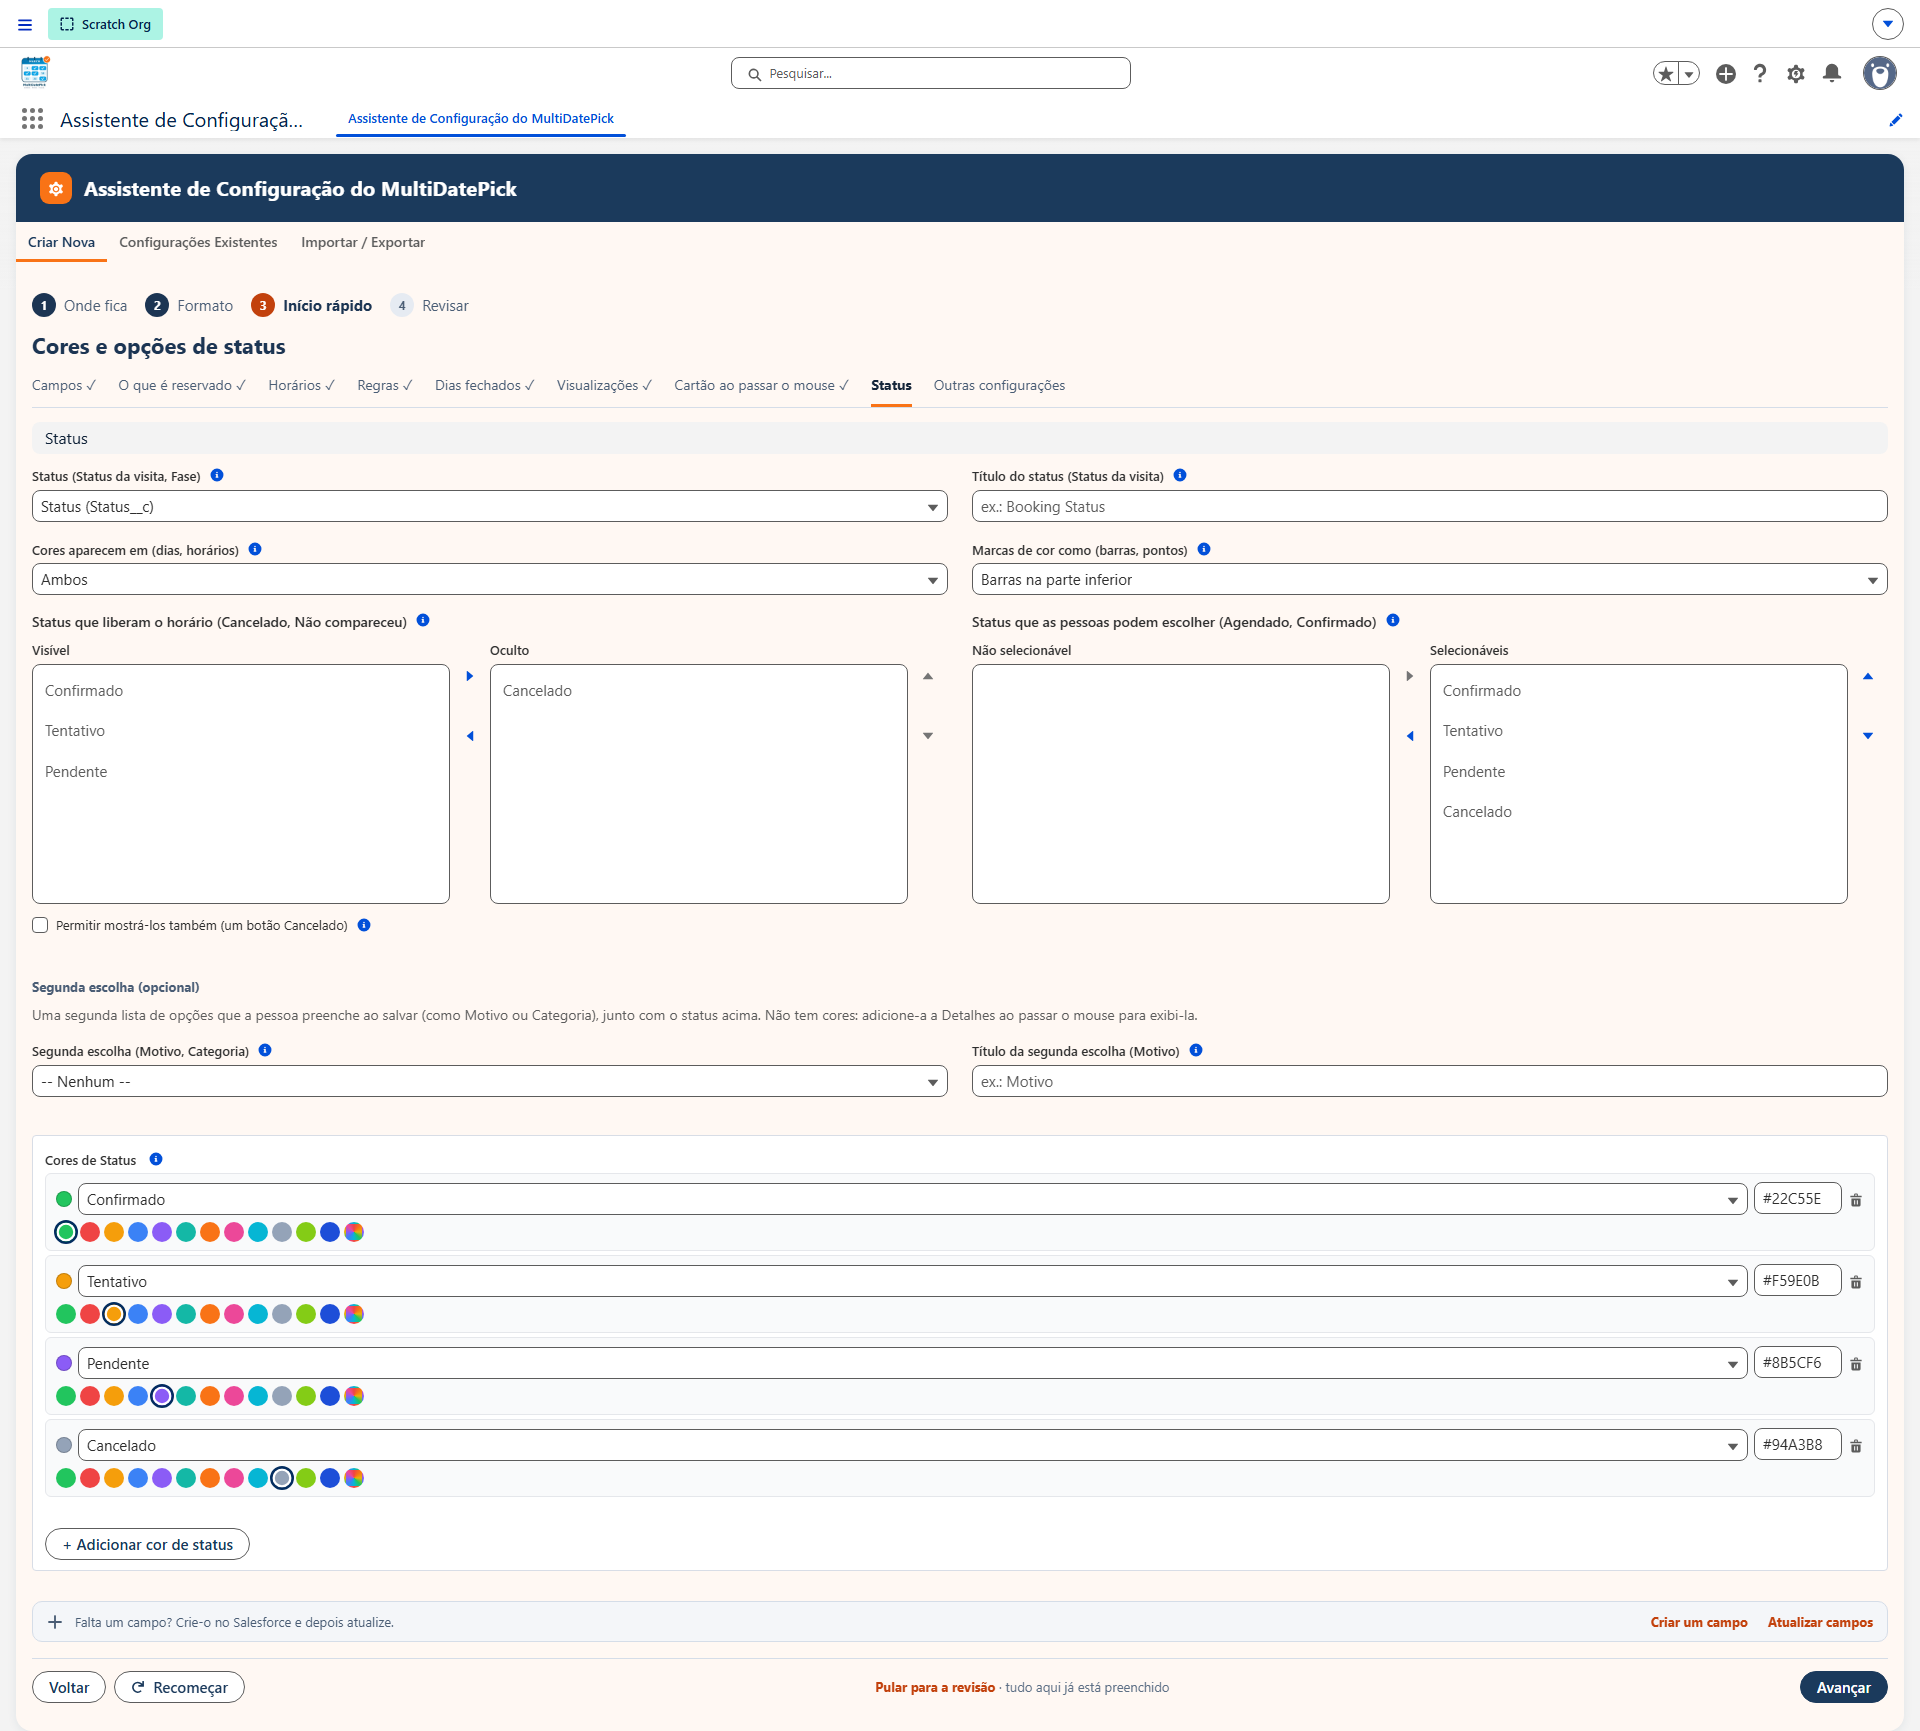 Scratch Org
Pesquisar...
Assistente de Configuraçã...
Assistente de Configuração do MultiDatePick
Assistente de Configuração do MultiDatePick
Criar Nova
Configurações Existentes
Importar / Exportar
1 Onde fica
2 Formato
3 Início rápido
4 Revisar
Cores e opções de status
Campos ✓
O que é reservado ✓
Horários ✓
Regras ✓
Dias fechados ✓
Visualizações ✓
Cartão ao passar o mouse ✓
Status
Outras configurações
Status
Status (Status da visita, Fase)
Status (Status__c)
Título do status (Status da visita)
ex.: Booking Status
Cores aparecem em (dias, horários)
Ambos
Marcas de cor como (barras, pontos)
Barras na parte inferior
Status que liberam o horário (Cancelado, Não compareceu)
Visível
Confirmado
Tentativo
Pendente
Oculto
Cancelado
Status que as pessoas podem escolher (Agendado, Confirmado)
Não selecionável
Selecionáveis
Confirmado
Tentativo
Pendente
Cancelado
Permitir mostrá-los também (um botão Cancelado)
Segunda escolha (opcional)
Uma segunda lista de opções que a pessoa preenche ao salvar (como Motivo ou Categoria), junto com o status acima. Não tem cores: adicione-a a Detalhes ao passar o mouse para exibi-la.
Segunda escolha (Motivo, Categoria)
-- Nenhum --
Título da segunda escolha (Motivo)
ex.: Motivo
Cores de Status
Confirmado
#22C55E
Tentativo
#F59E0B
Pendente
#8B5CF6
Cancelado
#94A3B8
+ Adicionar cor de status
Falta um campo? Crie-o no Salesforce e depois atualize.
Criar um campo
Atualizar campos
Voltar
Recomeçar
Pular para a revisão · tudo aqui já está preenchido
Avançar